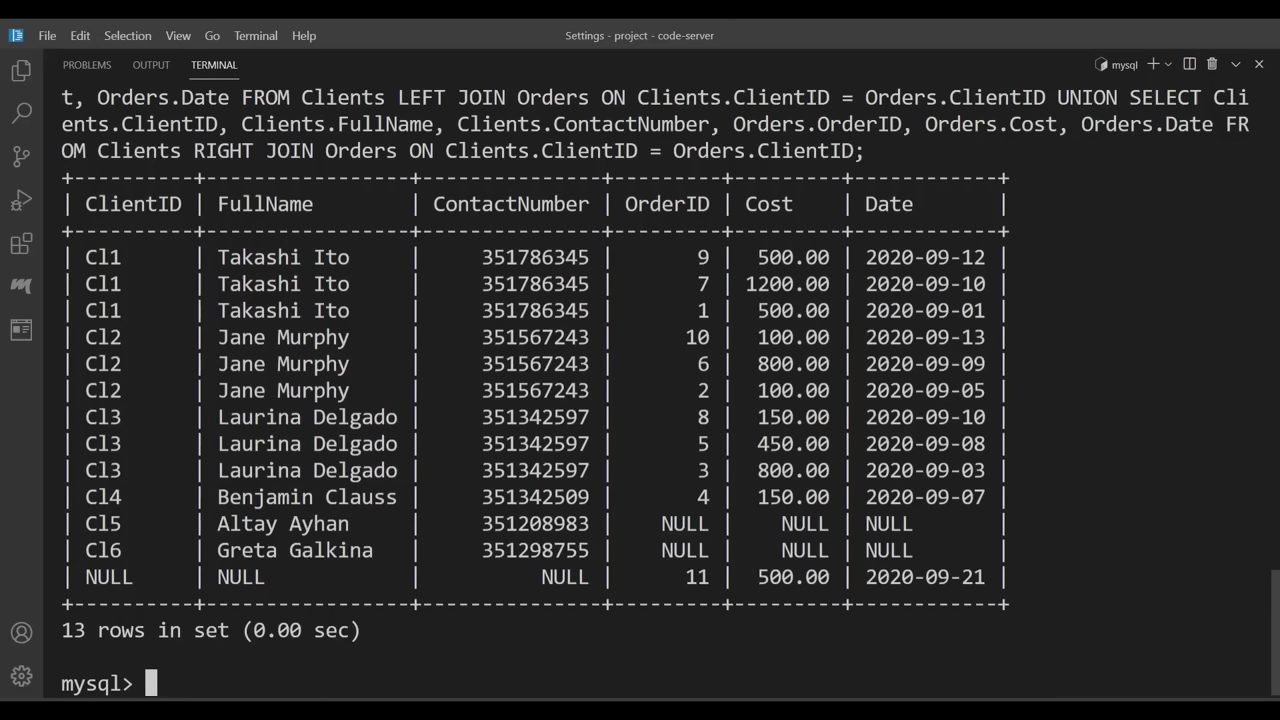 File Edit Selection View Go Terminal Help Settings - project - code-server
PROBLEMS OUTPUT TERMINAL mysql
t, Orders.Date FROM Clients LEFT JOIN Orders ON Clients.ClientID = Orders.ClientID UNION SELECT Cli
ents.ClientID, Clients.FullName, Clients.ContactNumber, Orders.OrderID, Orders.Cost, Orders.Date FR
OM Clients RIGHT JOIN Orders ON Clients.ClientID = Orders.ClientID;
+----------+-----------------+---------------+---------+---------+------------+
| ClientID | FullName        | ContactNumber | OrderID | Cost    | Date       |
+----------+-----------------+---------------+---------+---------+------------+
| Cl1      | Takashi Ito     |     351786345 |       9 |  500.00 | 2020-09-12 |
| Cl1      | Takashi Ito     |     351786345 |       7 | 1200.00 | 2020-09-10 |
| Cl1      | Takashi Ito     |     351786345 |       1 |  500.00 | 2020-09-01 |
| Cl2      | Jane Murphy     |     351567243 |      10 |  100.00 | 2020-09-13 |
| Cl2      | Jane Murphy     |     351567243 |       6 |  800.00 | 2020-09-09 |
| Cl2      | Jane Murphy     |     351567243 |       2 |  100.00 | 2020-09-05 |
| Cl3      | Laurina Delgado |     351342597 |       8 |  150.00 | 2020-09-10 |
| Cl3      | Laurina Delgado |     351342597 |       5 |  450.00 | 2020-09-08 |
| Cl3      | Laurina Delgado |     351342597 |       3 |  800.00 | 2020-09-03 |
| Cl4      | Benjamin Clauss |     351342509 |       4 |  150.00 | 2020-09-07 |
| Cl5      | Altay Ayhan     |     351208983 |    NULL |    NULL | NULL       |
| Cl6      | Greta Galkina   |     351298755 |    NULL |    NULL | NULL       |
| NULL     | NULL            |          NULL |      11 |  500.00 | 2020-09-21 |
+----------+-----------------+---------------+---------+---------+------------+
13 rows in set (0.00 sec)
mysql>